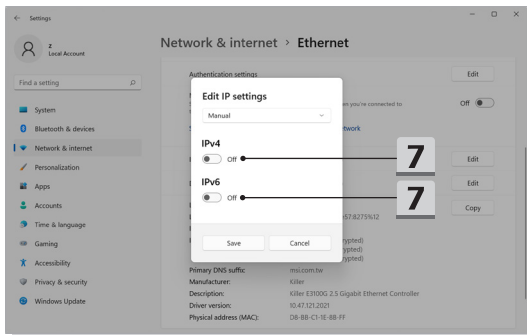 Settings
Z
Local Account
Find a setting
System
Bluetooth & devices
Network & internet
Personalization
Apps
Accounts
Time & language
Gaming
Accessibility
Privacy & security
Windows Update
Network & internet > Ethernet
Authentication settings
Edit
en you're connected to
Off
twork
Edit IP settings
Manual
IPv4
Off
7
Edit
IPv6
Off
7
Edit
Copy
e57:8275%12
Save
Cancel
rypted)
rypted)
rypted)
Primary DNS suffic
msi.com.tw
Manufacturer:
Killer
Description:
Killer E3100G 2.5 Gigabit Ethernet Controller
Driver version:
10.47.121.2021
Physical address (MAC):
D8-BB-C1-1E-8B-FF